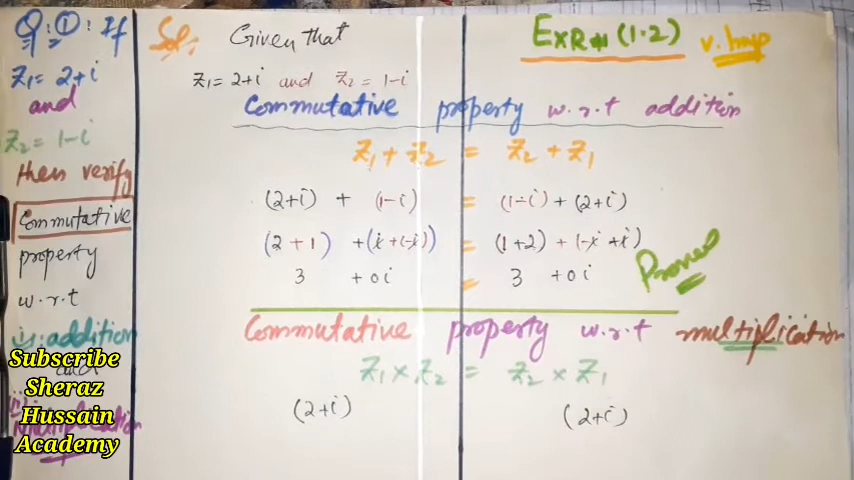 Q:①: If
Z₁ = 2+i
and
Z₂ = 1-i
then verify
Commutative
property
w.r.t
i): addition
and
Multiplication
Subscribe
Sheraz
Hussain
Academy
Sol: Given that
EXR# (1.2) v.Imp
Z₁ = 2+i and Z₂ = 1-i
Commutative property w.r.t addition
Z₁ + Z₂ = Z₂ + Z₁
(2+i) + (1-i) = (1-i) + (2+i)
(2+1) +(i+(-i)) = (1+2) + (-i+i)
3 + 0i = 3 + 0i
Proved
Commutative property w.r.t multiplication
Z₁ × Z₂ = Z₂ × Z₁
(2+i) (2+i)